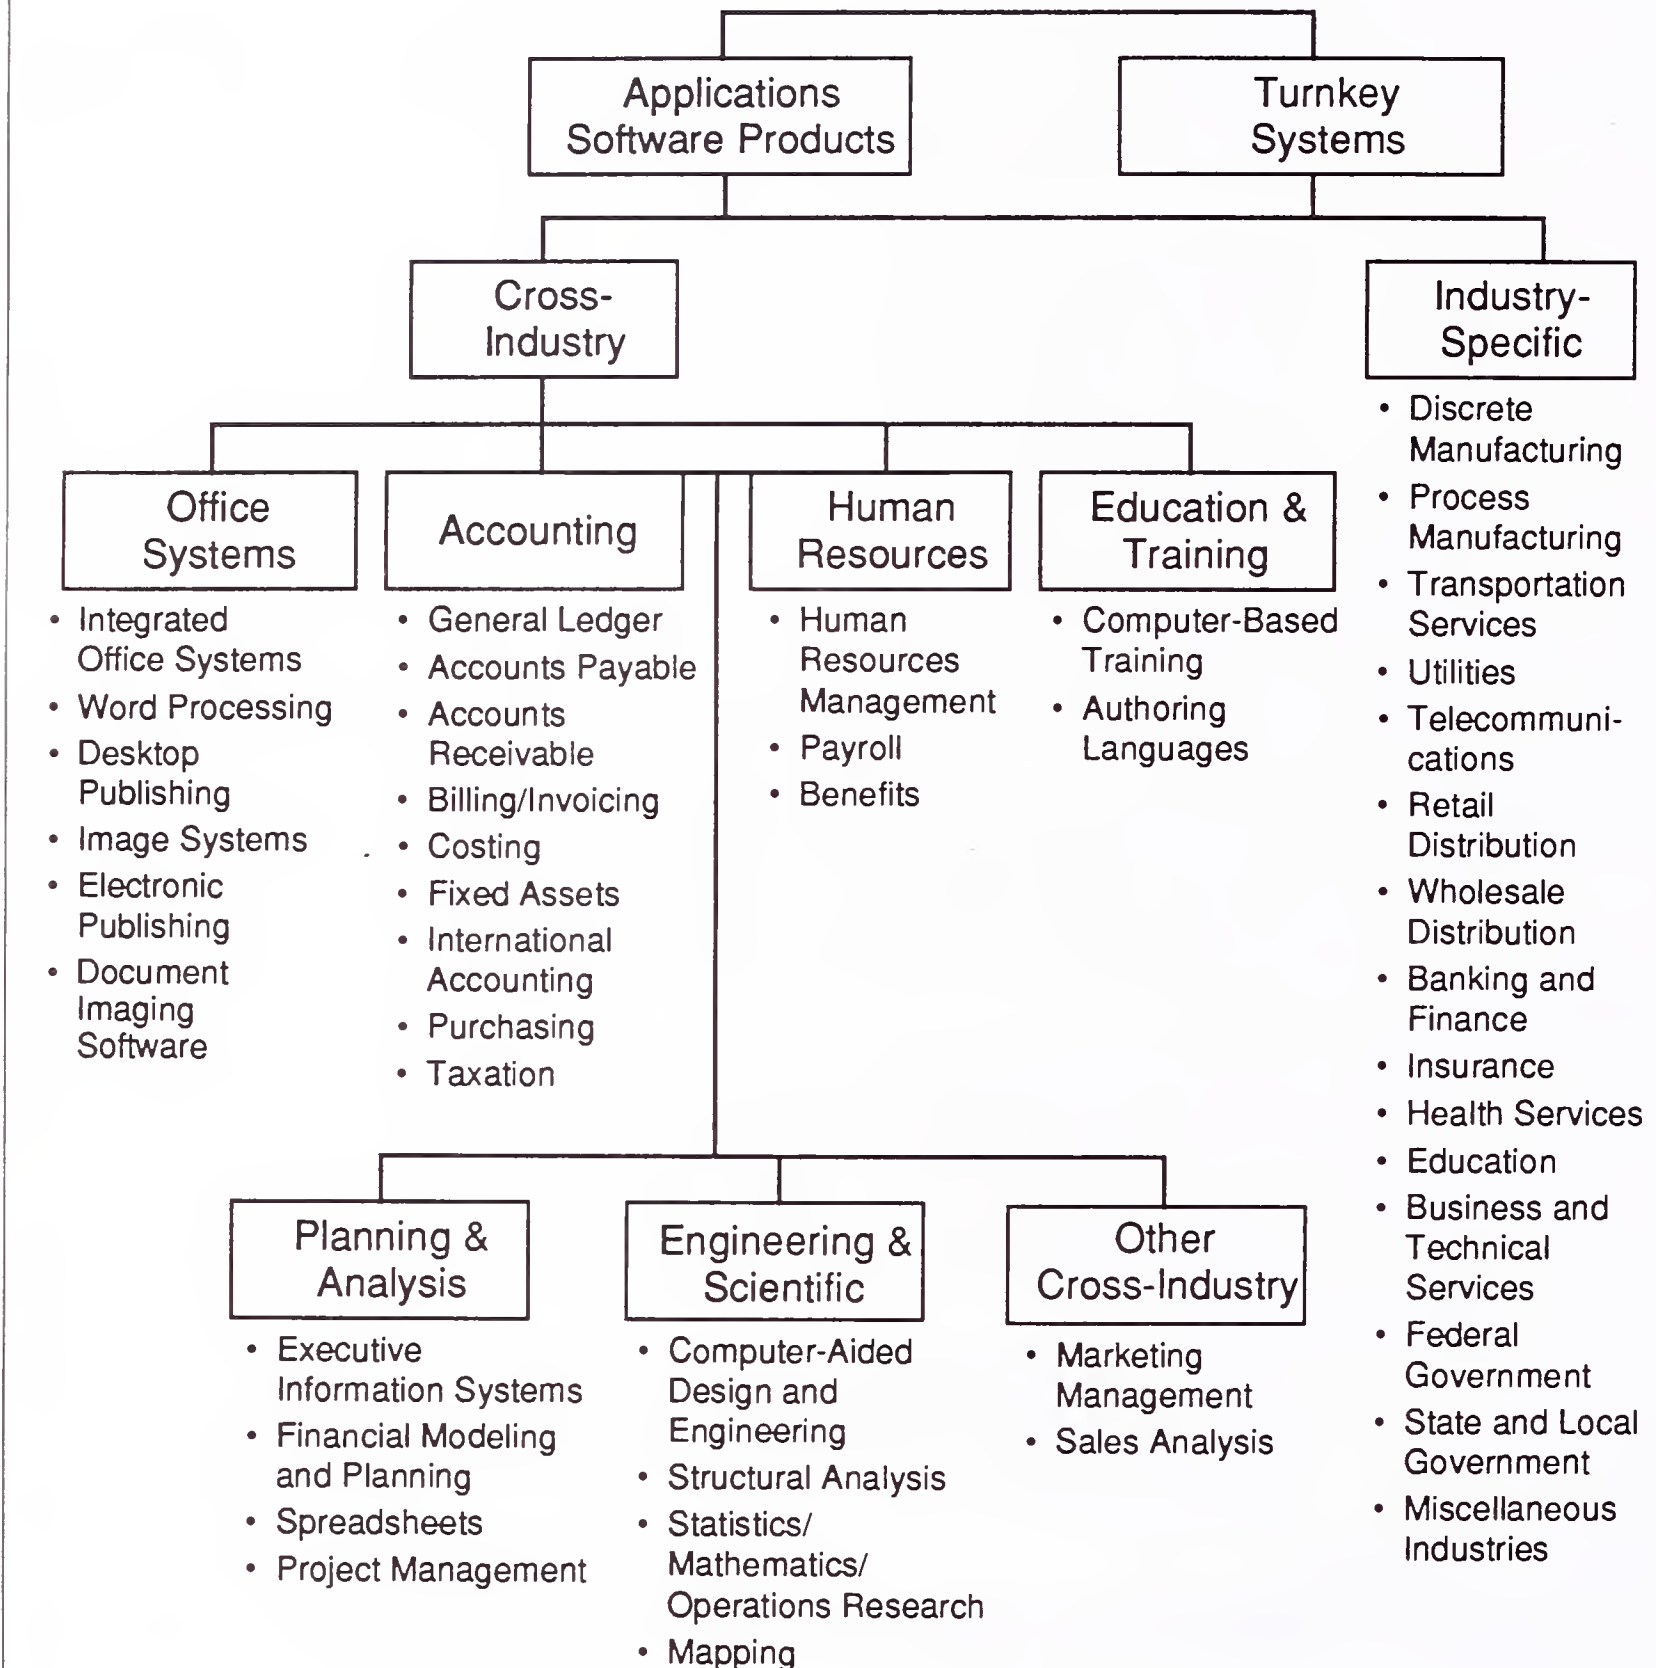 Applications
Software Products
Turnkey
Systems
Cross-
Industry
Industry-
Specific
• Discrete
Manufacturing
• Process
Manufacturing
• Transportation
Services
• Utilities
• Telecommuni-
cations
• Retail
Distribution
• Wholesale
Distribution
• Banking and
Finance
• Insurance
• Health Services
• Education
• Business and
Technical
Services
• Federal
Government
• State and Local
Government
• Miscellaneous
Industries
Office
Systems
• Integrated
Office Systems
• Word Processing
• Desktop
Publishing
• Image Systems
• Electronic
Publishing
• Document
Imaging
Software
Accounting
• General Ledger
• Accounts Payable
• Accounts
Receivable
• Billing/Invoicing
• Costing
• Fixed Assets
• International
Accounting
• Purchasing
• Taxation
Human
Resources
• Human
Resources
Management
• Payroll
• Benefits
Education &
Training
• Computer-Based
Training
• Authoring
Languages
Planning &
Analysis
• Executive
Information Systems
• Financial Modeling
and Planning
• Spreadsheets
• Project Management
Engineering &
Scientific
• Computer-Aided
Design and
Engineering
• Structural Analysis
• Statistics/
Mathematics/
Operations Research
• Mapping
Other
Cross-Industry
• Marketing
Management
• Sales Analysis